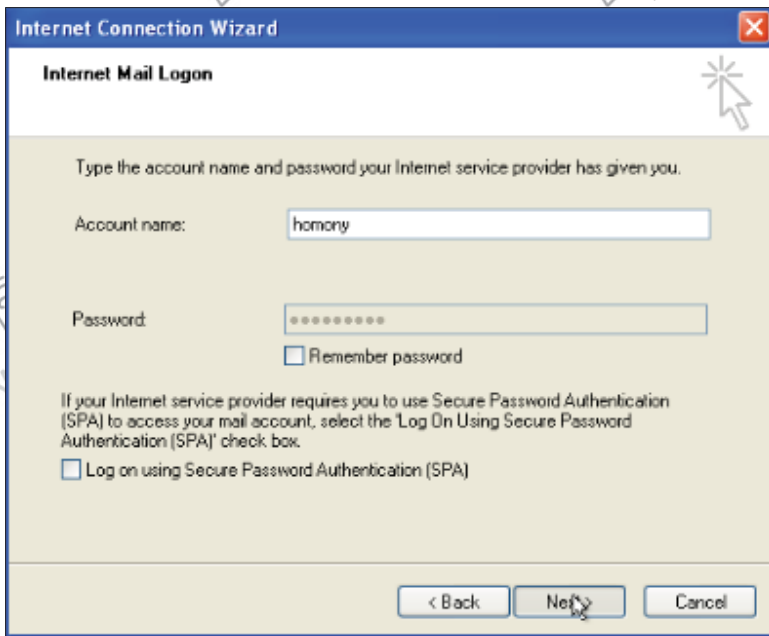 Internet Connection Wizard
Internet Mail Logon
Type the account name and password your Internet service provider has given you.
Account name:
homony
Password:
Remember password
If your Internet service provider requires you to use Secure Password Authentication
(SPA) to access your mail account, select the 'Log On Using Secure Password
Authentication (SPA)' check box.
Log on using Secure Password Authentication (SPA)
< Back
Next >
Cancel